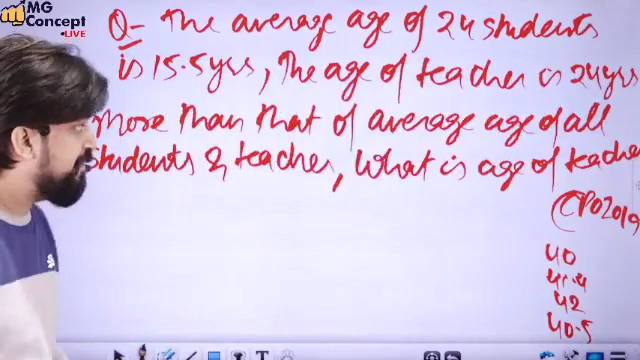 MG
Concept
LIVE
Q- The average age of 24 students
is 15.5yrs, The age of teacher is 24yrs
more than that of average age of all
students & teacher, What is age of teacher
(CPO2019
40
41.4
42
40.5
T